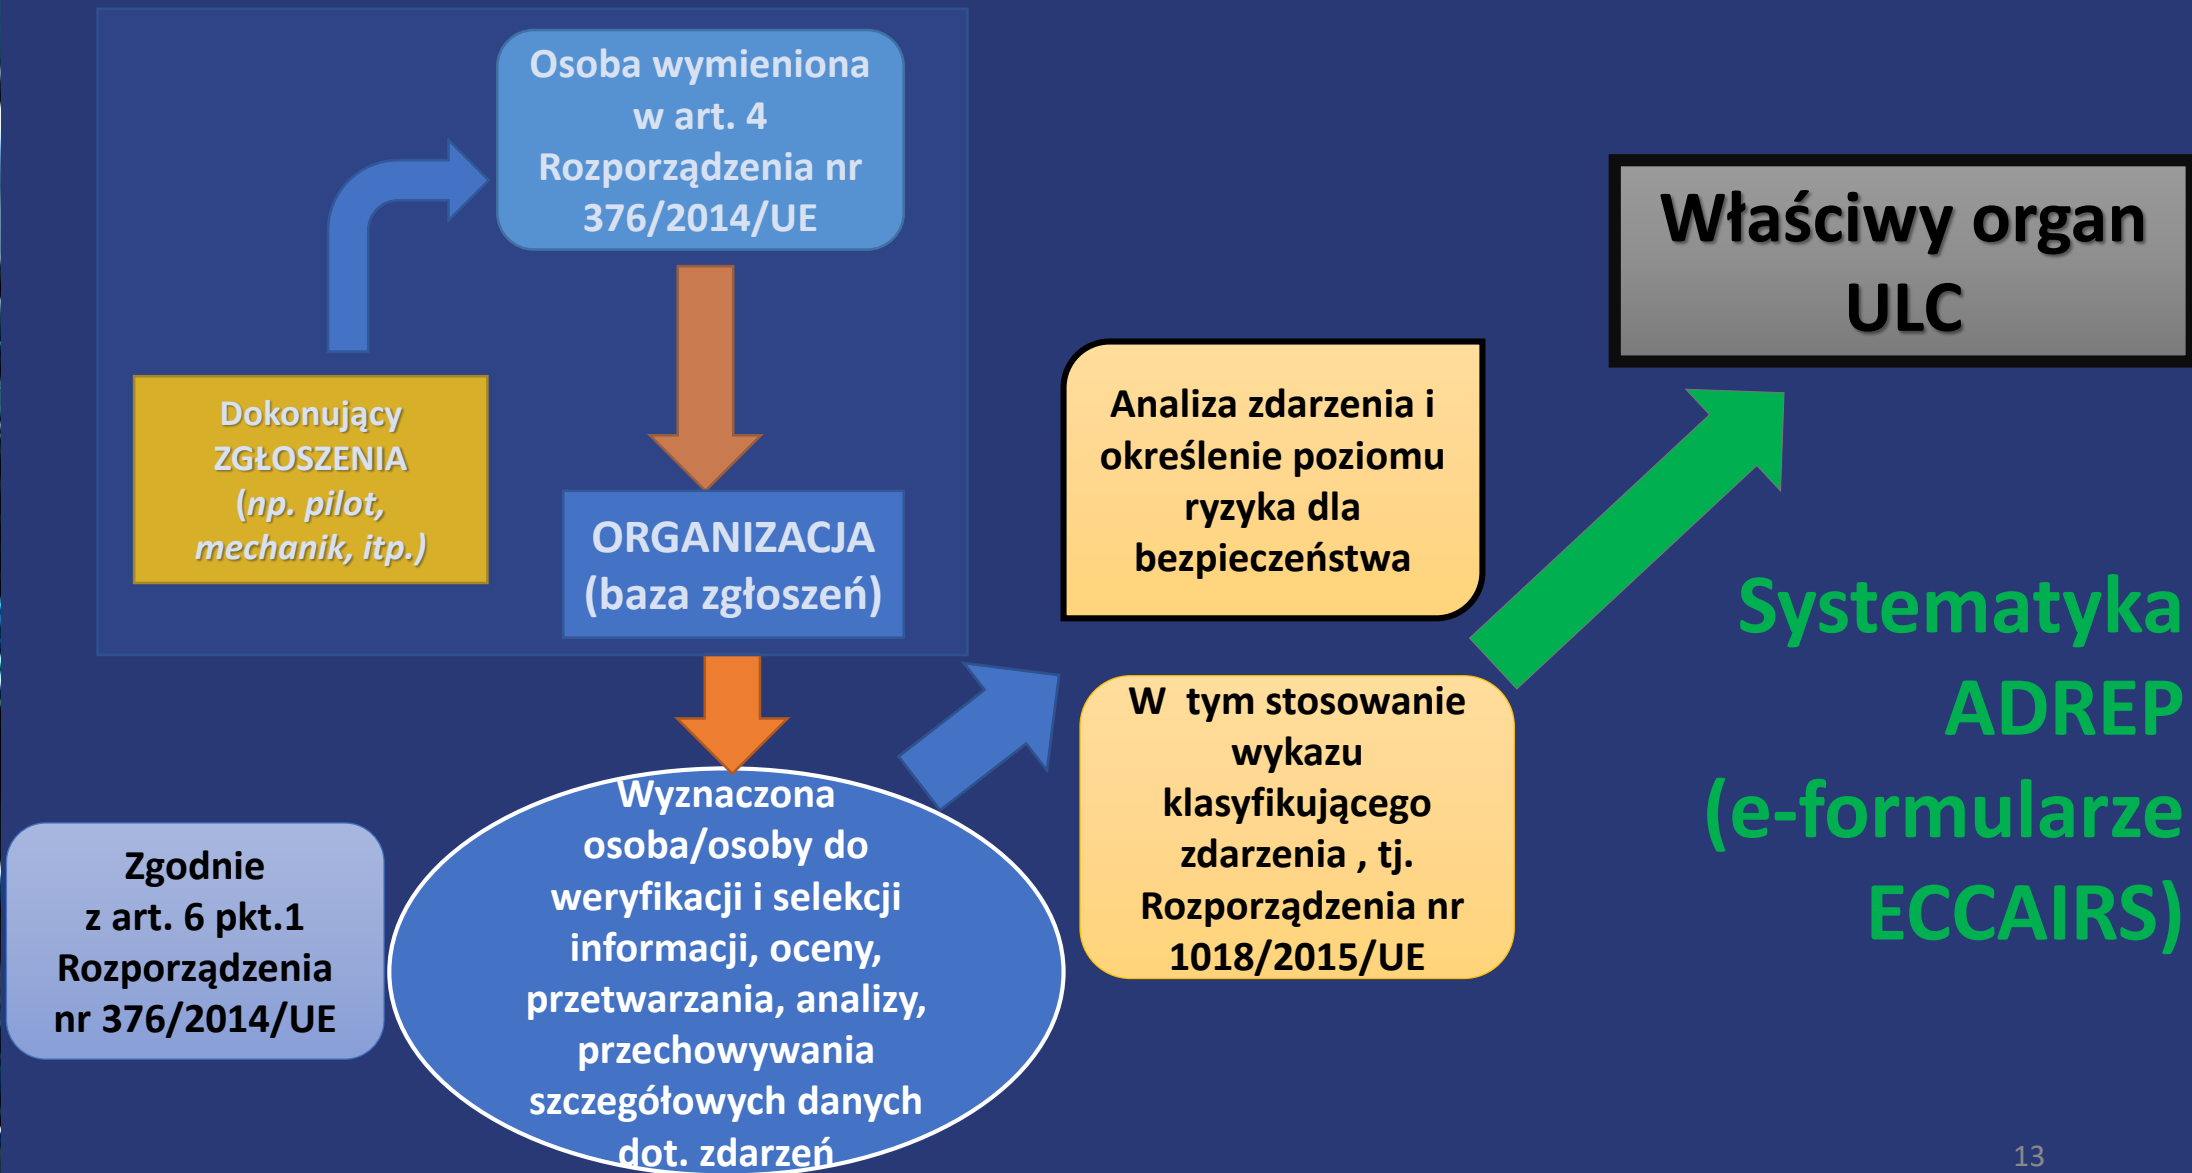 Osoba wymieniona
w art. 4
Rozporządzenia nr
376/2014/UE
Dokonujący
ZGŁOSZENIA
(np. pilot,
mechanik, itp.)
ORGANIZACJA
(baza zgłoszeń)
Zgodnie
z art. 6 pkt.1
Rozporządzenia
nr 376/2014/UE
Wyznaczona
osoba/osoby do
weryfikacji i selekcji
informacji, oceny,
przetwarzania, analizy,
przechowywania
szczegółowych danych
dot. zdarzeń
Analiza zdarzenia i
określenie poziomu
ryzyka dla
bezpieczeństwa
W  tym stosowanie
wykazu
klasyfikującego
zdarzenia , tj.
Rozporządzenia nr
1018/2015/UE
Właściwy organ
ULC
Systematyka
ADREP
(e-formularze
ECCAIRS)
13